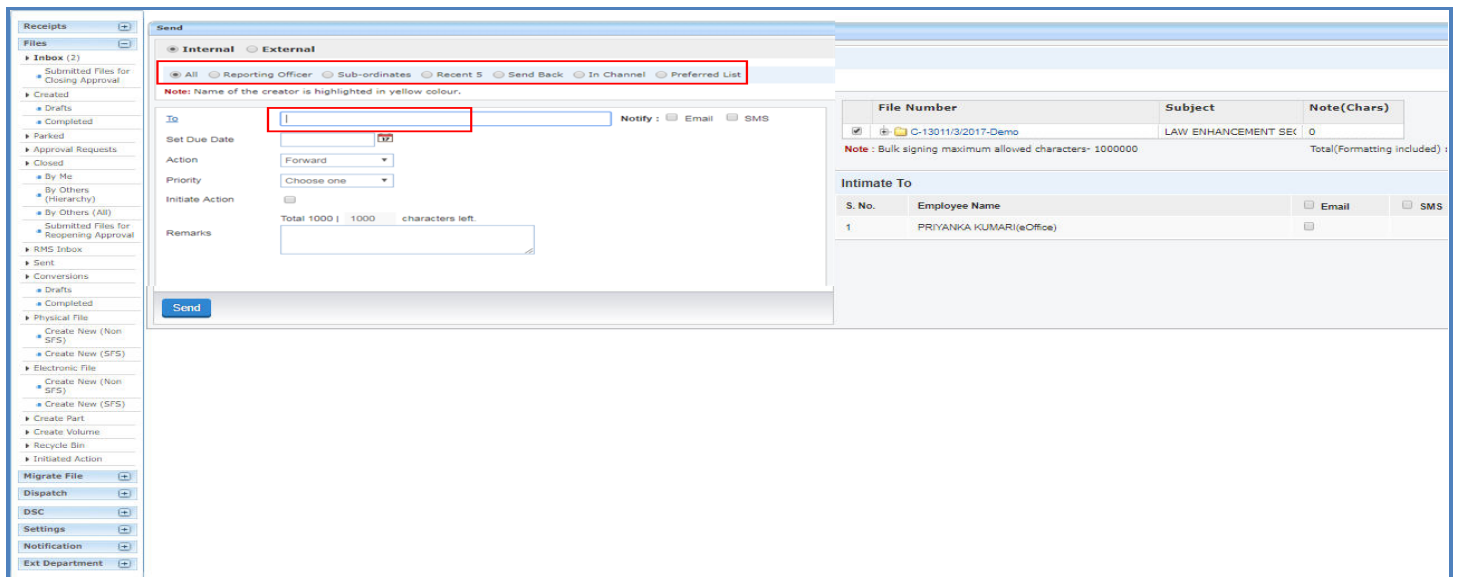 Receipts
Files
Inbox (2)
Submitted Files for
Closing Approval
Created
Drafts
Completed
Parked
Approval Requests
Closed
By Me
By Others
(Hierarchy)
By Others (All)
Submitted Files for
Reopening Approval
RMS Inbox
Sent
Conversions
Drafts
Completed
Physical File
Create New (Non
SFS)
Create New (SFS)
Electronic File
Create New (Non
SFS)
Create New (SFS)
Create Part
Create Volume
Recycle Bin
Initiated Action
Migrate File
Dispatch
DSC
Settings
Notification
Ext Department
Send
Internal External
All Reporting Officer Sub-ordinates Recent 5 Send Back In Channel Preferred List
Note: Name of the creator is highlighted in yellow colour.
To Notify : Email SMS
Set Due Date
Action Forward
Priority Choose one
Initiate Action
Total 1000 | 1000 characters left.
Remarks
Send
File Number Subject Note(Chars)
C-13011/3/2017-Demo LAW ENHANCEMENT SE( 0
Note : Bulk signing maximum allowed characters- 1000000 Total(Formatting included) :
Intimate To
S. No. Employee Name Email SMS
1 PRIYANKA KUMARI(eOffice)